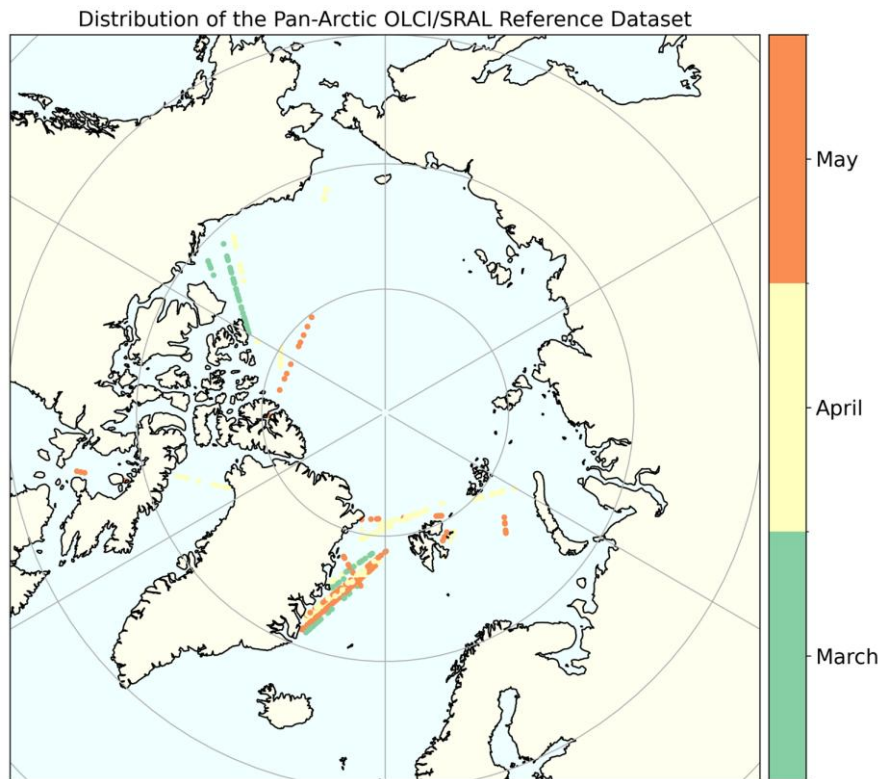 Distribution of the Pan-Arctic OLCI/SRAL Reference Dataset
May
April
March